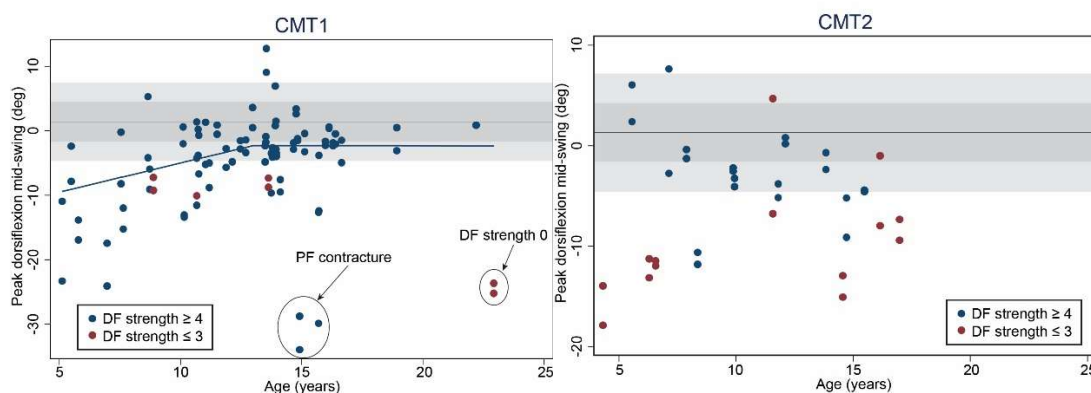 CMT1
Peak dorsiflexion mid-swing (deg)
10
0
-10
-20
-30
PF contracture
DF strength 0
DF strength ≥ 4
DF strength ≤ 3
5
10
15
20
25
Age (years)
CMT2
Peak dorsiflexion mid-swing (deg)
10
0
-10
-20
DF strength ≥ 4
DF strength ≤ 3
5
10
15
20
25
Age (years)